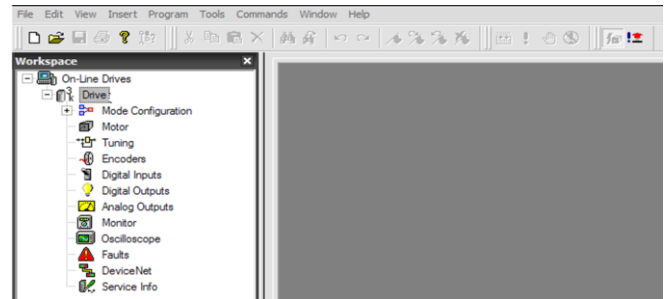 File Edit View Insert Program Tools Commands Window Help
Workspace
On-Line Drives
Drive
Mode Configuration
Motor
Tuning
Encoders
Digital Inputs
Digital Outputs
Analog Outputs
Monitor
Oscilloscope
Faults
DeviceNet
Service Info